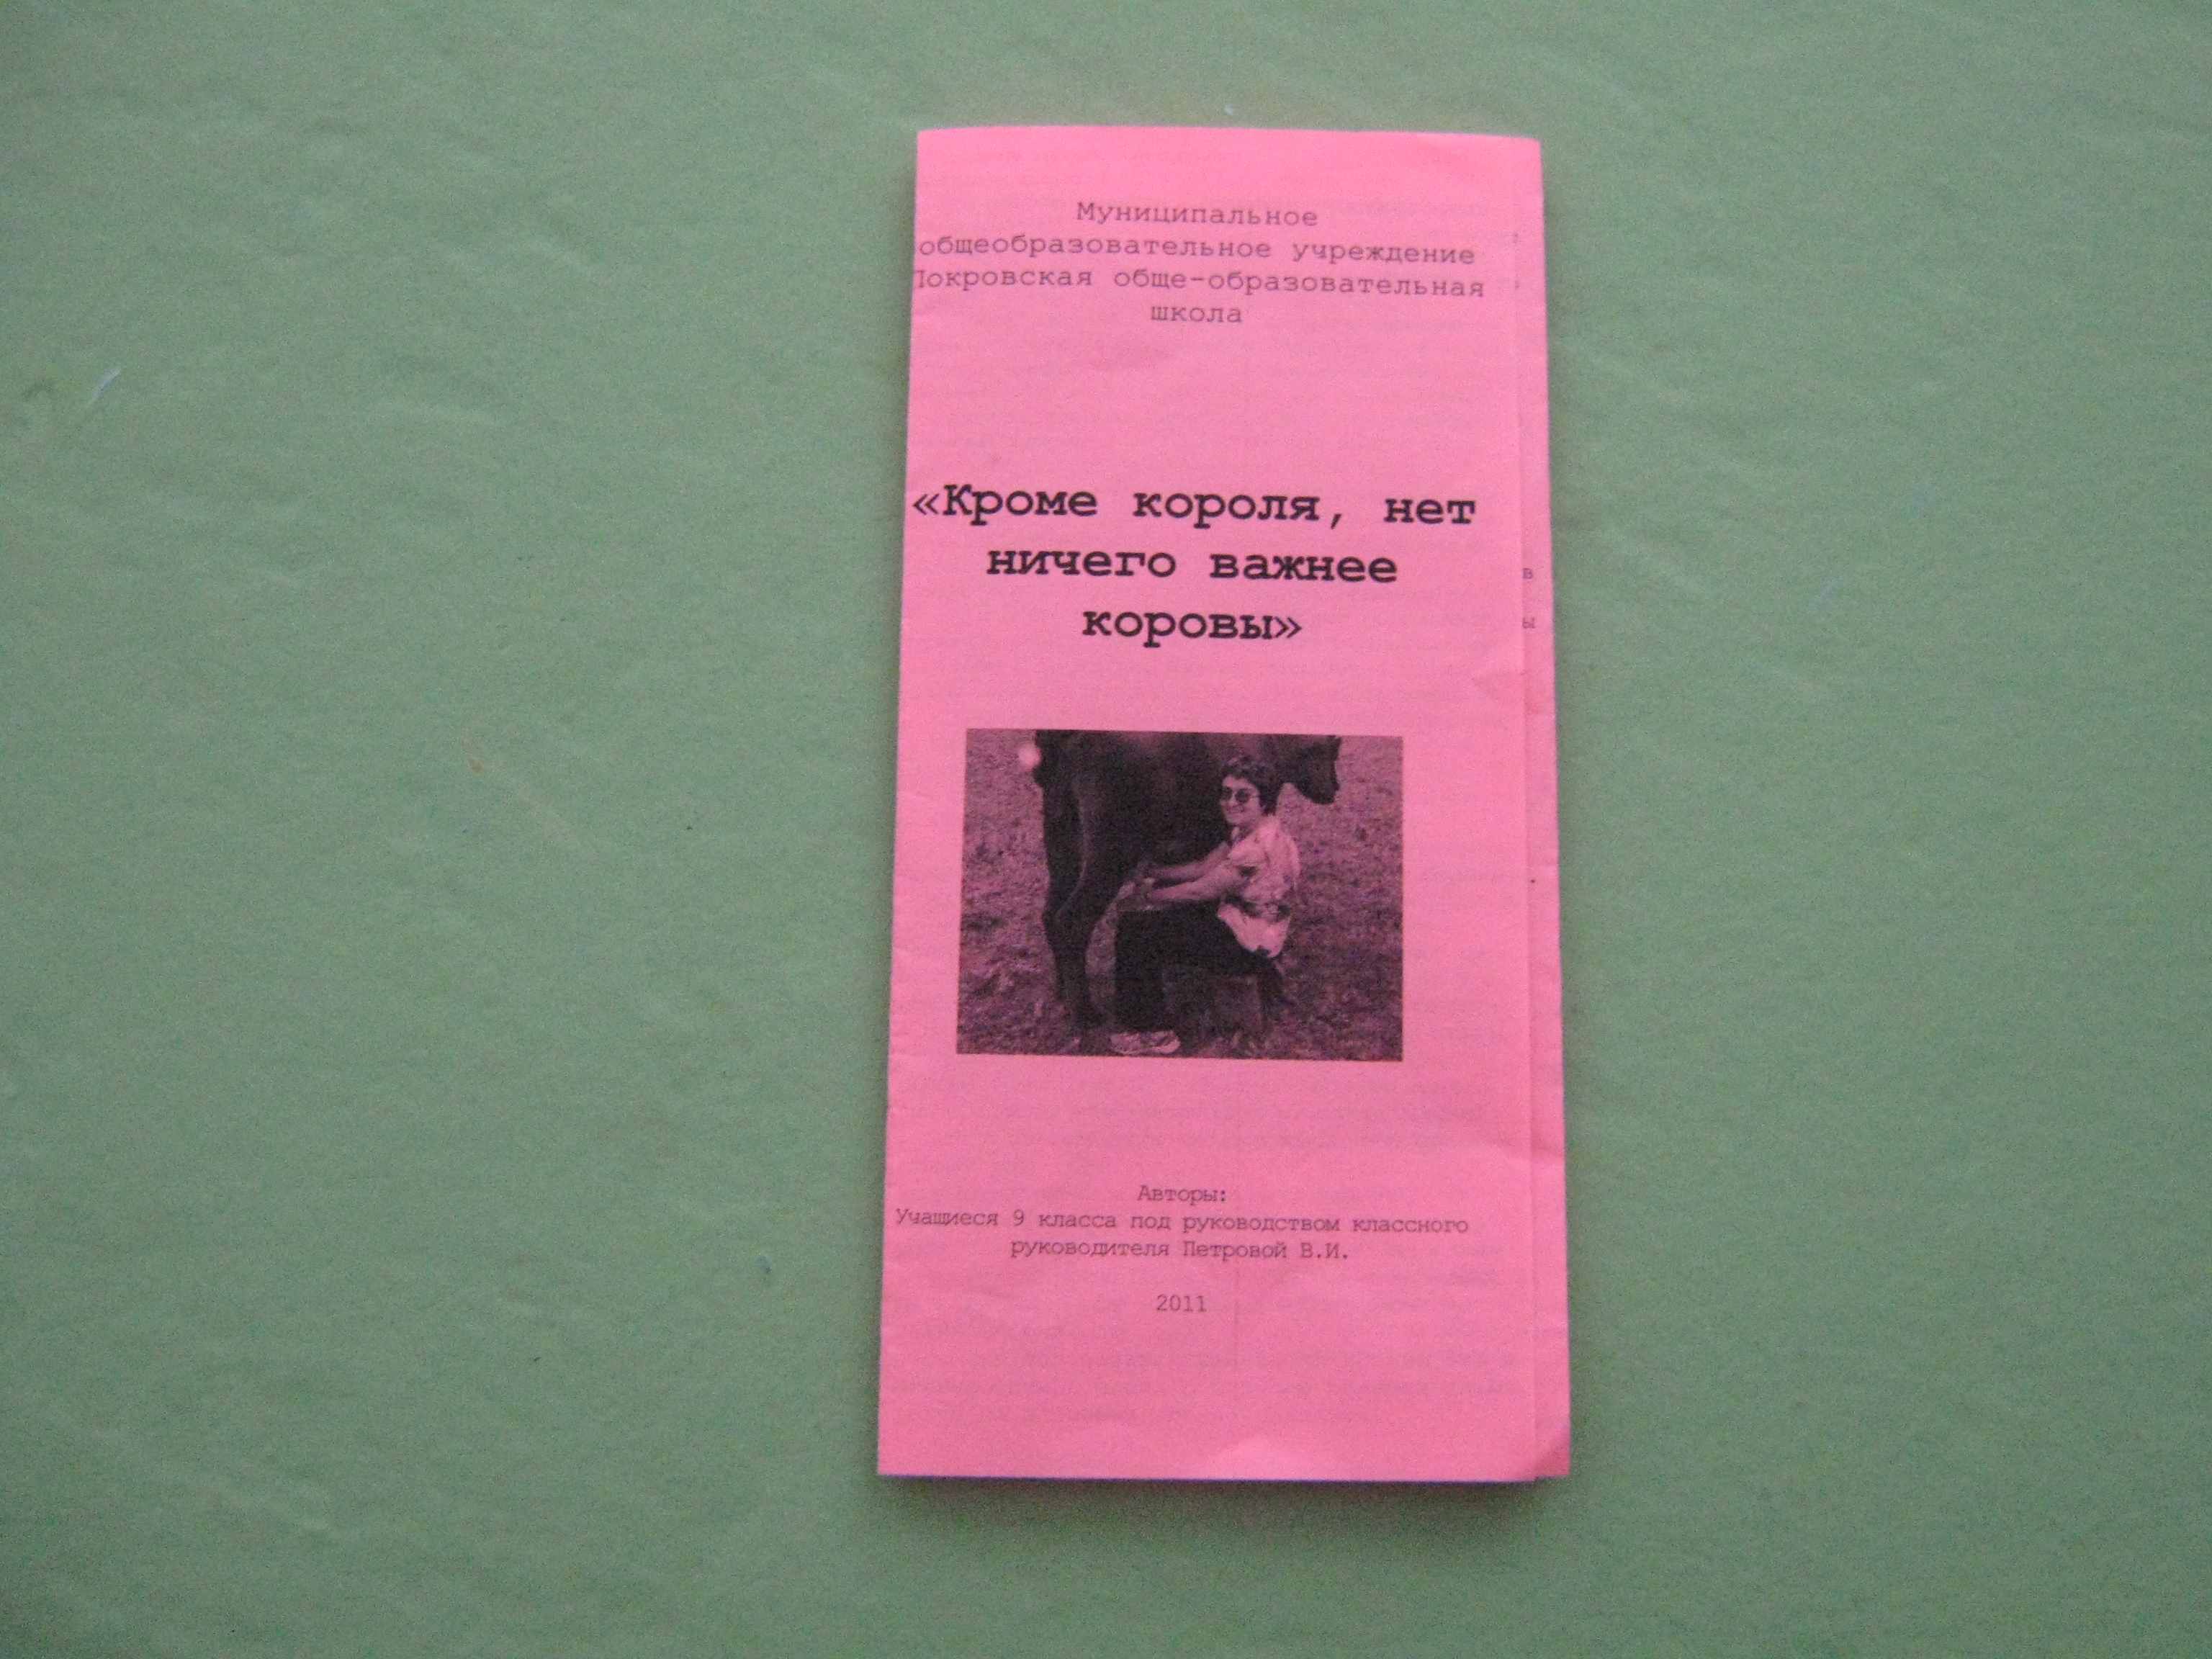 Муниципальное
общеобразовательное учреждение
Покровская обще-образовательная
школа
«Кроме короля, нет
ничего важнее
коровы»
Авторы:
Учащиеся 9 класса под руководством классного
руководителя Петровой В.И.
2011
в
ы